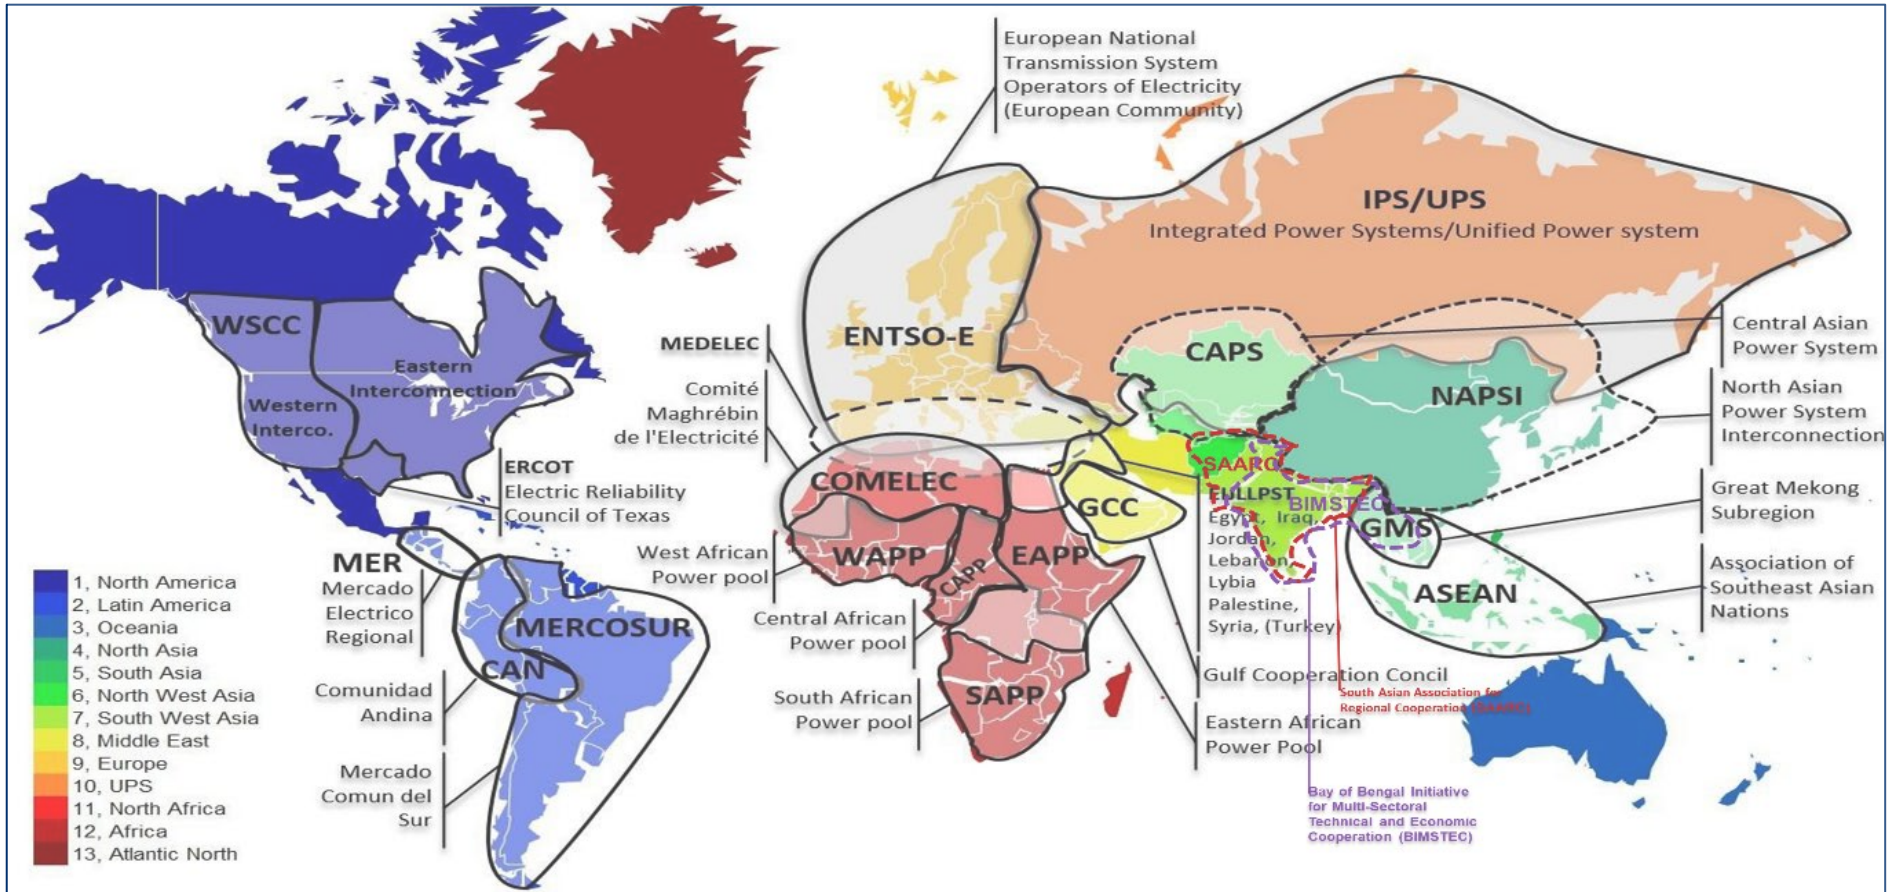 European National
Transmission System
Operators of Electricity
(European Community)
IPS/UPS
Integrated Power Systems/Unified Power system
WSCC
Eastern
Interconnection
Western
Interco.
ERCOT
Electric Reliability
Council of Texas
MEDELEC
Comité
Maghrébin
de l'Electricité
ENTSO-E
CAPS
NAPSI
Central Asian
Power System
North Asian
Power System
Interconnection
COMELEC
GCC
SAARC
EIJLLPST
Egypt, Iraq,
Jordan,
Lebanon,
Lybia
Palestine,
Syria, (Turkey)
BIMSTEC
GMS
Great Mekong
Subregion
ASEAN
Association of
Southeast Asian
Nations
MER
Mercado
Electrico
Regional
West African
Power pool
WAPP
CAPP
EAPP
Central African
Power pool
MERCOSUR
CAN
Comunidad
Andina
SAPP
South African
Power pool
Gulf Cooperation Concil
South Asian Association for
Regional Cooperation (SAARC)
Eastern African
Power Pool
Mercado
Comun del
Sur
Bay of Bengal Initiative
for Multi-Sectoral
Technical and Economic
Cooperation (BIMSTEC)
1, North America
2, Latin America
3, Oceania
4, North Asia
5, South Asia
6, North West Asia
7, South West Asia
8, Middle East
9, Europe
10, UPS
11, North Africa
12, Africa
13, Atlantic North